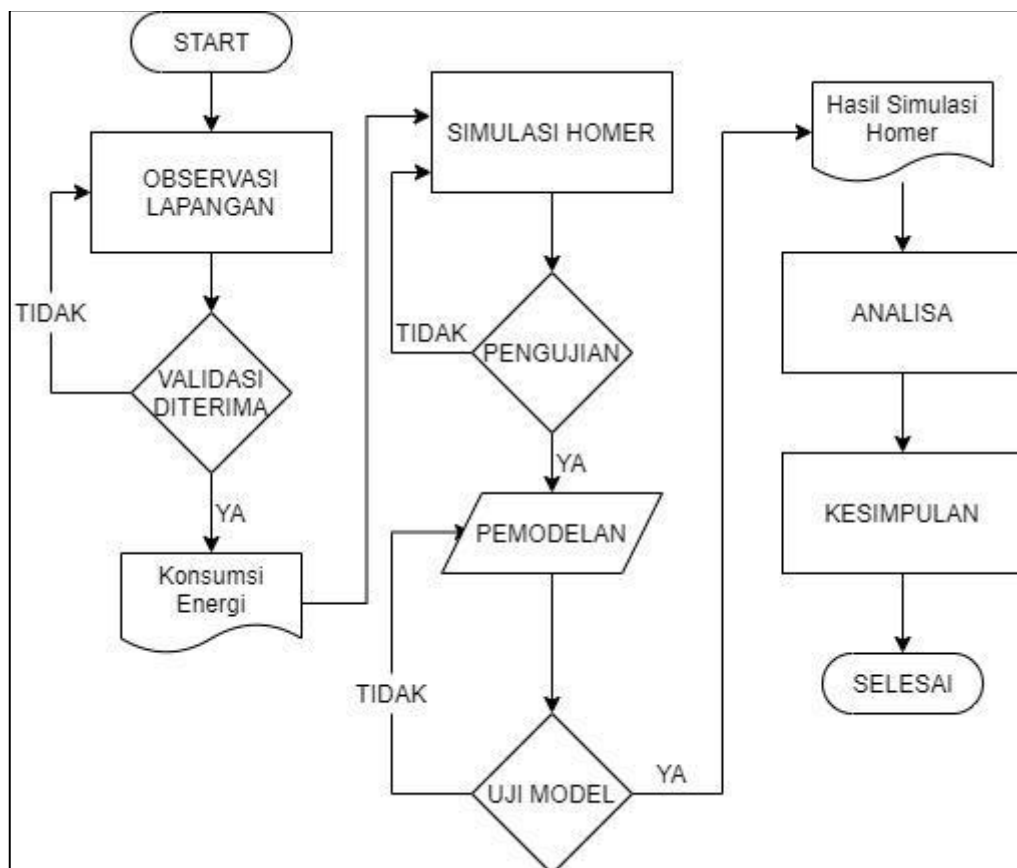 START
OBSERVASI
LAPANGAN
TIDAK
VALIDASI
DITERIMA
YA
Konsumsi
Energi
SIMULASI HOMER
TIDAK
PENGUJIAN
YA
PEMODELAN
TIDAK
UJI MODEL
YA
Hasil Simulasi
Homer
ANALISA
KESIMPULAN
SELESAI